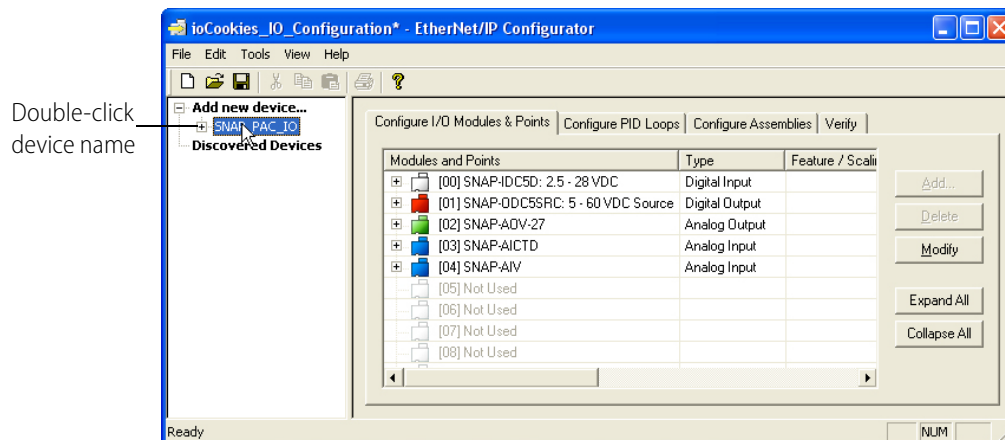 ioCookies_IO_Configuration* - EtherNet/IP Configurator
File Edit Tools View Help
Double-click
device name
Add new device...
SNAP_PAC_IO
Discovered Devices
Configure I/O Modules & Points Configure PID Loops Configure Assemblies Verify
Modules and Points Type Feature / Scali
[00] SNAP-IDC5D: 2.5 - 28 VDC Digital Input
[01] SNAP-ODC5SRC: 5 - 60 VDC Source Digital Output
[02] SNAP-AOV-27 Analog Output
[03] SNAP-AICTD Analog Input
[04] SNAP-AIV Analog Input
[05] Not Used
[06] Not Used
[07] Not Used
[08] Not Used
Add...
Delete
Modify
Expand All
Collapse All
Ready NUM